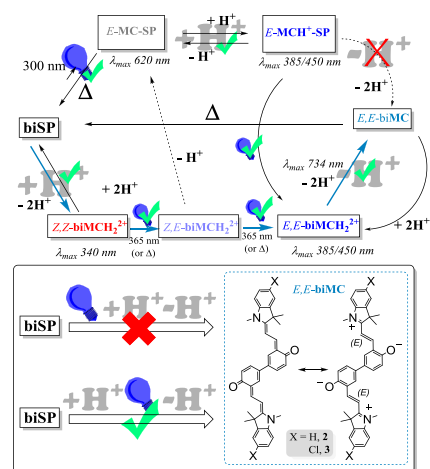 E-MC-SP
+ H⁺
+H⁺
- H⁺
E-MCH⁺-SP
λmax 620 nm
λmax 385/450 nm
300 nm
Δ
-H⁺
- 2H⁺
biSP
Δ
E,E-biMC
+H⁺
- 2H⁺
+ 2H⁺
- H⁺
λmax 734 nm
- 2H⁺
-H⁺
+ 2H⁺
Z,Z-biMCH₂²⁺
365 nm
(or Δ)
Z,E-biMCH₂²⁺
365 nm
(or Δ)
E,E-biMCH₂²⁺
λmax 340 nm
λmax 385/450 nm
biSP
+H⁺-H⁺
biSP
+H⁺ -H⁺
E,E-biMC
X
X
N
+
N
(E)
O
O⁻
O
⁻O
(E)
N
N
+
X
X
X = H, 2
Cl, 3